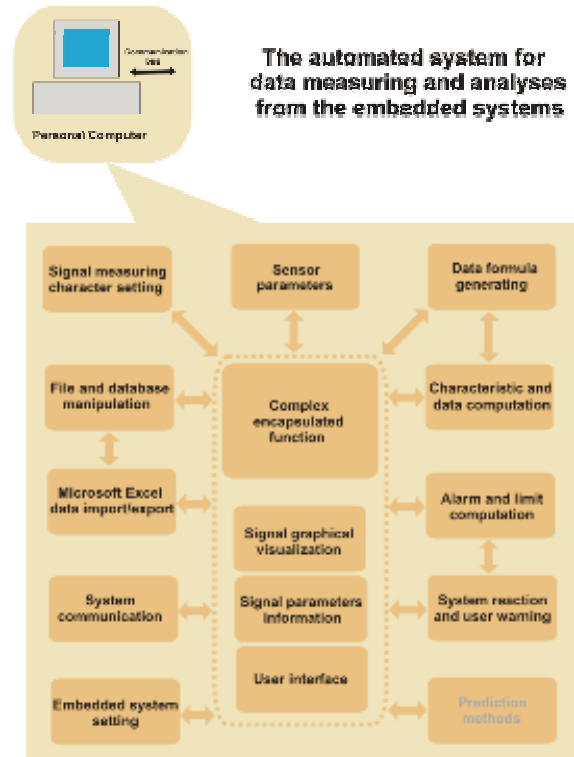 Communication
BUS
Personal Computer
The automated system for
data measuring and analyses
from the embedded systems
Signal measuring
character setting
Sensor
parameters
Data formula
generating
File and database
manipulation
Complex
encapsulated
function
Characteristic and
data computation
Microsoft Excel
data import/export
Alarm and limit
computation
Signal graphical
visualization
System
communication
Signal parameters
information
System reaction
and user warning
User interface
Embedded system
setting
Prediction
methods